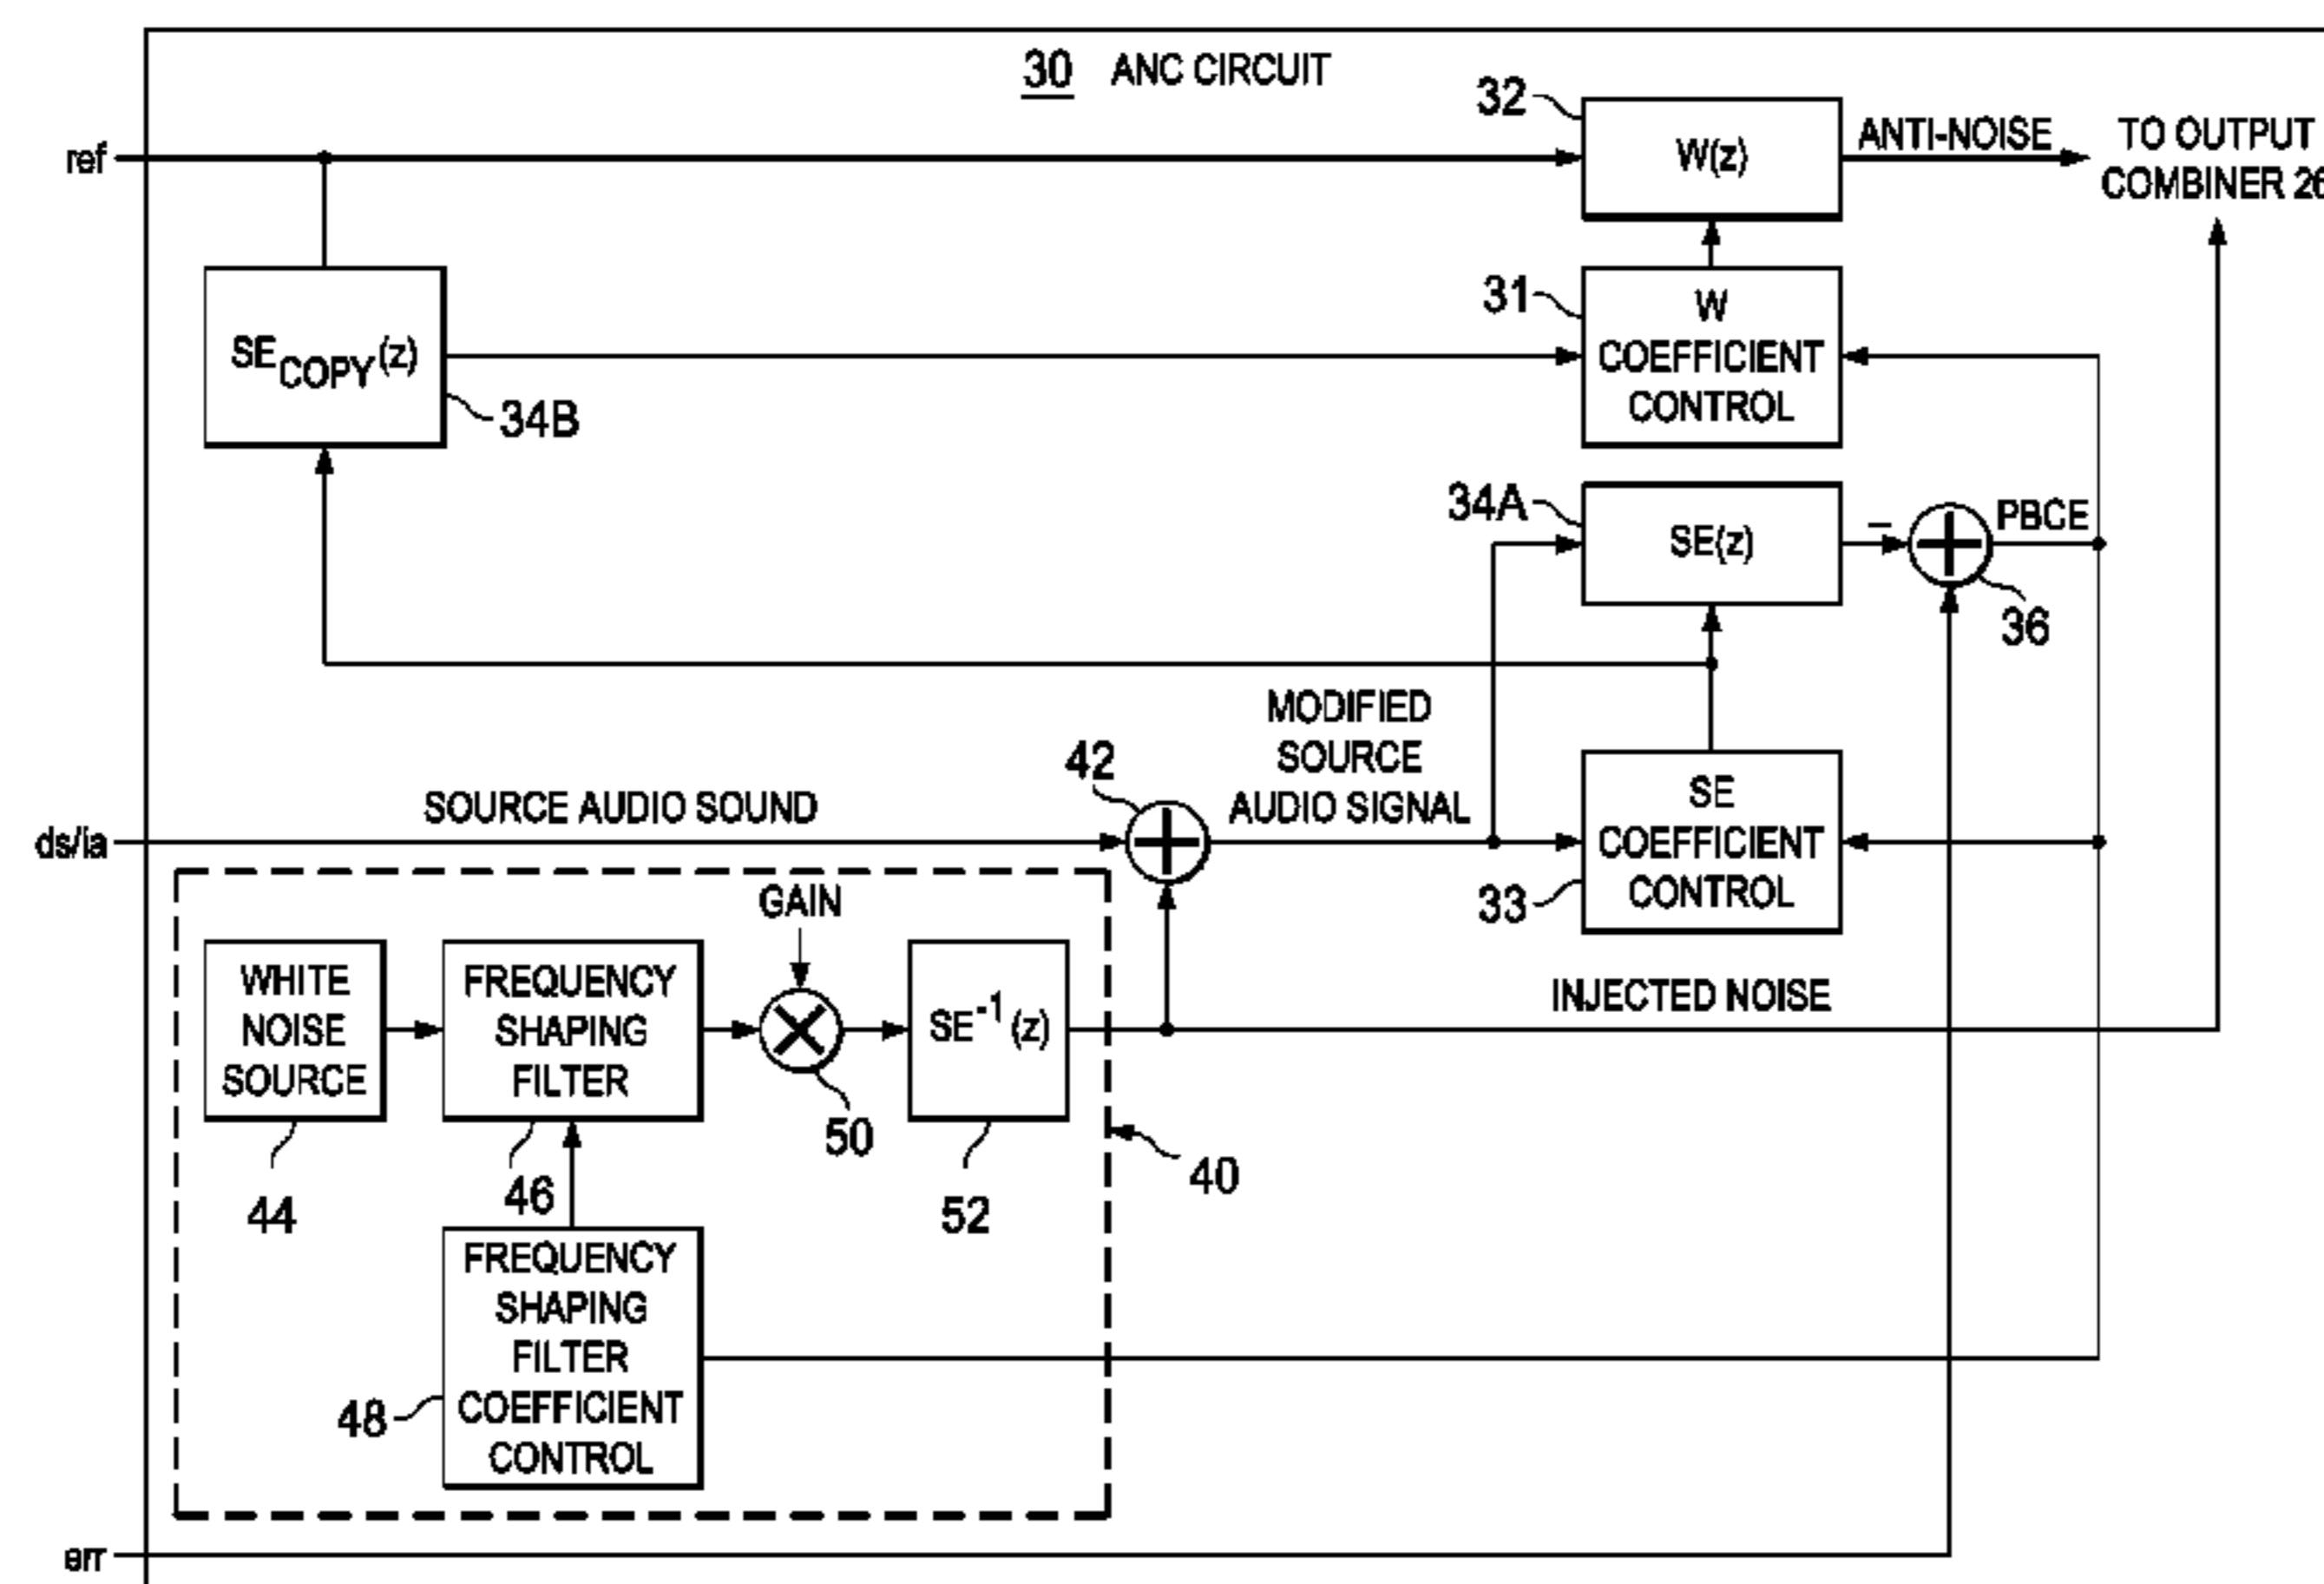 30 ANC CIRCUIT
32
ref
W(z)
ANTI-NOISE
TO OUTPUT
COMBINER 26
31
W
COEFFICIENT
CONTROL
SE COPY (z)
34B
34A
SE(z)
–
PBCE
36
MODIFIED
SOURCE
AUDIO SIGNAL
42
SOURCE AUDIO SOUND
ds/ia
SE
COEFFICIENT
CONTROL
33
GAIN
WHITE
NOISE
SOURCE
44
FREQUENCY
SHAPING
FILTER
46
50
SE⁻¹(z)
52
INJECTED NOISE
40
FREQUENCY
SHAPING
FILTER
COEFFICIENT
CONTROL
48
err